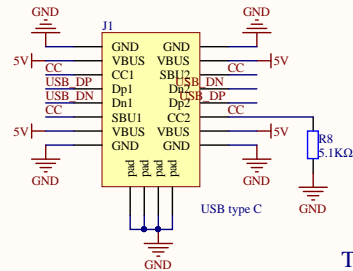 GND GND
J1
GND GND
5V VBUS VBUS 5V
CC CC1 SBU2 CC
USB_DP Dp1 Dn2 USB_DN
USB_DN Dn1 Dp2 USB_DP
CC SBU1 CC2 CC
5V VBUS VBUS 5V
GND GND
R8
5.1KΩ
pad pad pad pad
GND GND GND
USB type C
GND
T